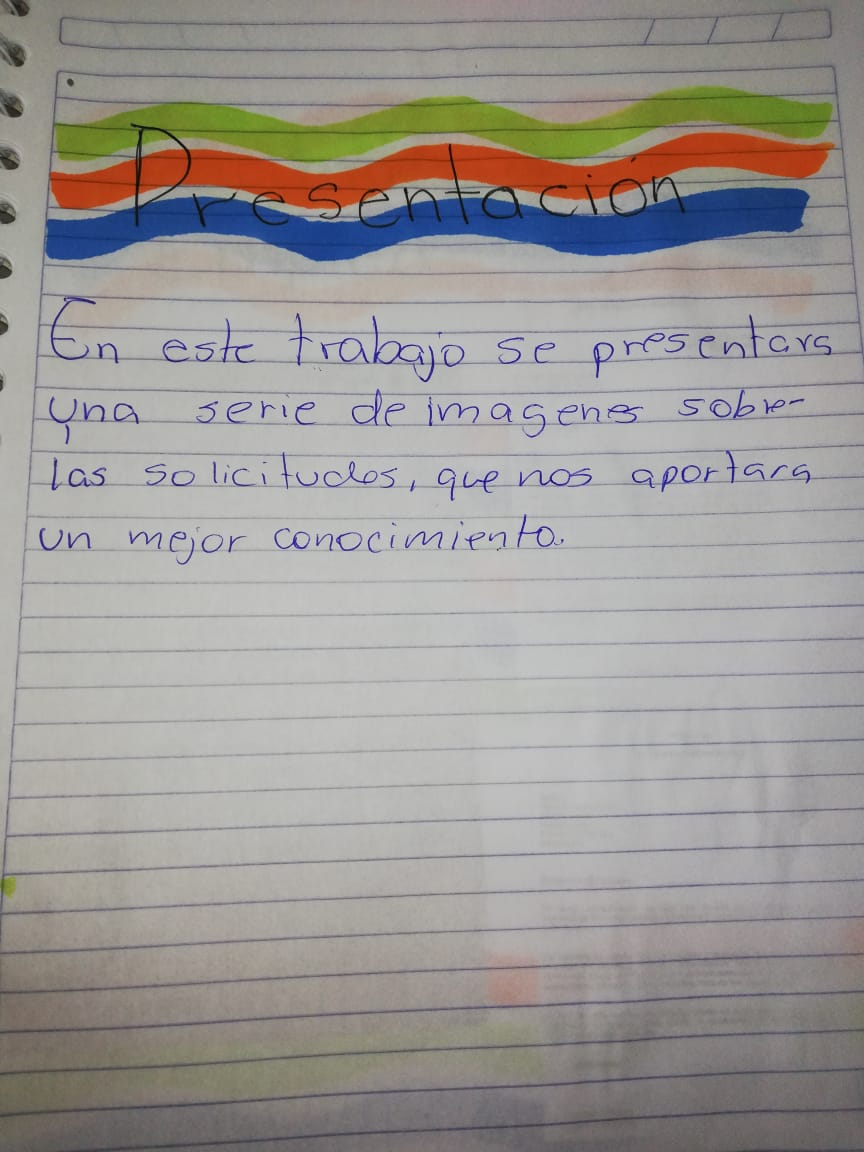 Presentación
En este trabajo se presentara
una serie de imagenes sobre
las solicitudes, que nos aportara
un mejor conocimiento.